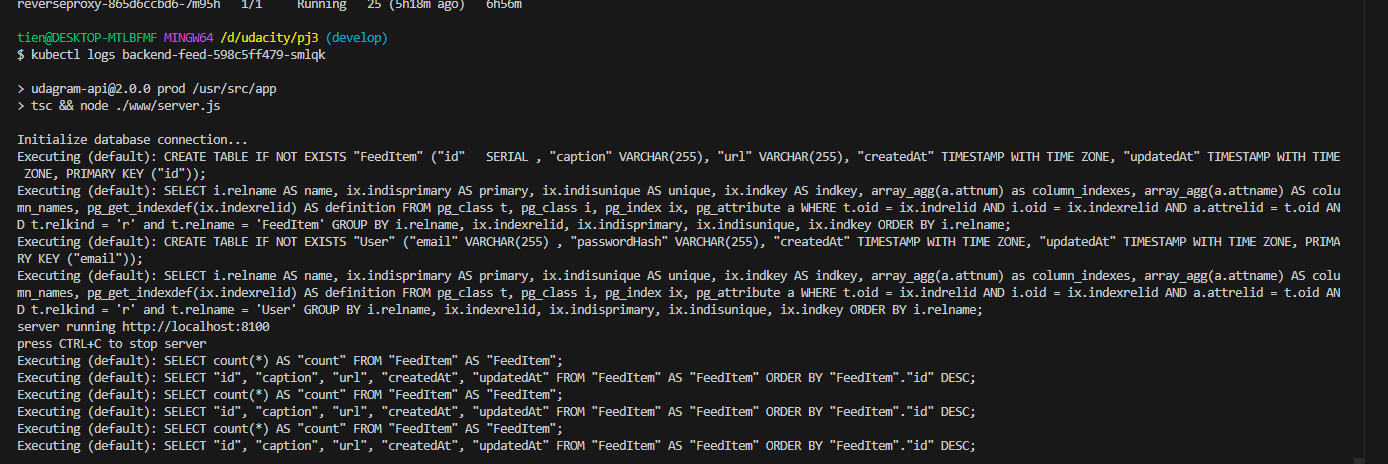 reverseproxy-865d6ccbd6-7m95h   1/1     Running   25 (5h18m ago)   6h56m
tien@DESKTOP-MTLBFMF MINGW64 /d/udacity/pj3 (develop)
$ kubectl logs backend-feed-598c5ff479-smlqk
> udagram-api@2.0.0 prod /usr/src/app
> tsc && node ./www/server.js
Initialize database connection...
Executing (default): CREATE TABLE IF NOT EXISTS "FeedItem" ("id"   SERIAL , "caption" VARCHAR(255), "url" VARCHAR(255), "createdAt" TIMESTAMP WITH TIME ZONE, "updatedAt" TIMESTAMP WITH TIME
 ZONE, PRIMARY KEY ("id"));
Executing (default): SELECT i.relname AS name, ix.indisprimary AS primary, ix.indisunique AS unique, ix.indkey AS indkey, array_agg(a.attnum) as column_indexes, array_agg(a.attname) AS colu
mn_names, pg_get_indexdef(ix.indexrelid) AS definition FROM pg_class t, pg_class i, pg_index ix, pg_attribute a WHERE t.oid = ix.indrelid AND i.oid = ix.indexrelid AND a.attrelid = t.oid AN
D t.relkind = 'r' and t.relname = 'FeedItem' GROUP BY i.relname, ix.indexrelid, ix.indisprimary, ix.indisunique, ix.indkey ORDER BY i.relname;
Executing (default): CREATE TABLE IF NOT EXISTS "User" ("email" VARCHAR(255) , "passwordHash" VARCHAR(255), "createdAt" TIMESTAMP WITH TIME ZONE, "updatedAt" TIMESTAMP WITH TIME ZONE, PRIMA
RY KEY ("email"));
Executing (default): SELECT i.relname AS name, ix.indisprimary AS primary, ix.indisunique AS unique, ix.indkey AS indkey, array_agg(a.attnum) as column_indexes, array_agg(a.attname) AS colu
mn_names, pg_get_indexdef(ix.indexrelid) AS definition FROM pg_class t, pg_class i, pg_index ix, pg_attribute a WHERE t.oid = ix.indrelid AND i.oid = ix.indexrelid AND a.attrelid = t.oid AN
D t.relkind = 'r' and t.relname = 'User' GROUP BY i.relname, ix.indexrelid, ix.indisprimary, ix.indisunique, ix.indkey ORDER BY i.relname;
server running http://localhost:8100
press CTRL+C to stop server
Executing (default): SELECT count(*) AS "count" FROM "FeedItem" AS "FeedItem";
Executing (default): SELECT "id", "caption", "url", "createdAt", "updatedAt" FROM "FeedItem" AS "FeedItem" ORDER BY "FeedItem"."id" DESC;
Executing (default): SELECT count(*) AS "count" FROM "FeedItem" AS "FeedItem";
Executing (default): SELECT "id", "caption", "url", "createdAt", "updatedAt" FROM "FeedItem" AS "FeedItem" ORDER BY "FeedItem"."id" DESC;
Executing (default): SELECT count(*) AS "count" FROM "FeedItem" AS "FeedItem";
Executing (default): SELECT "id", "caption", "url", "createdAt", "updatedAt" FROM "FeedItem" AS "FeedItem" ORDER BY "FeedItem"."id" DESC;